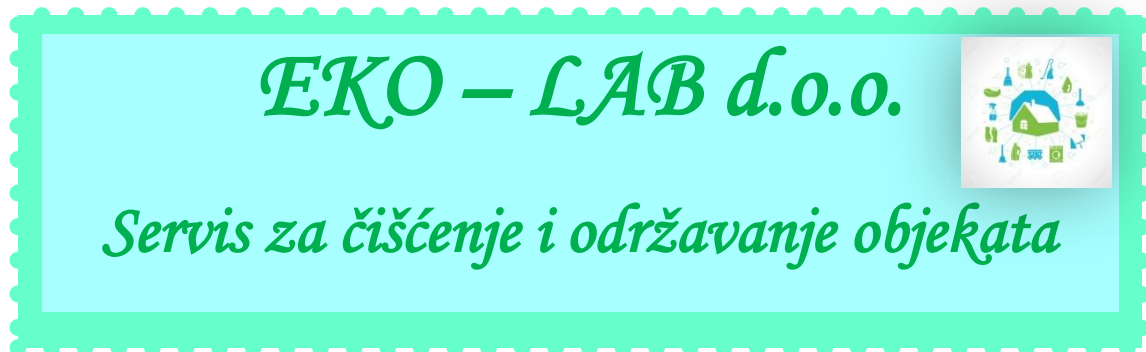 EKO – LAB d.o.o.
Servis za čišćenje i održavanje objekata